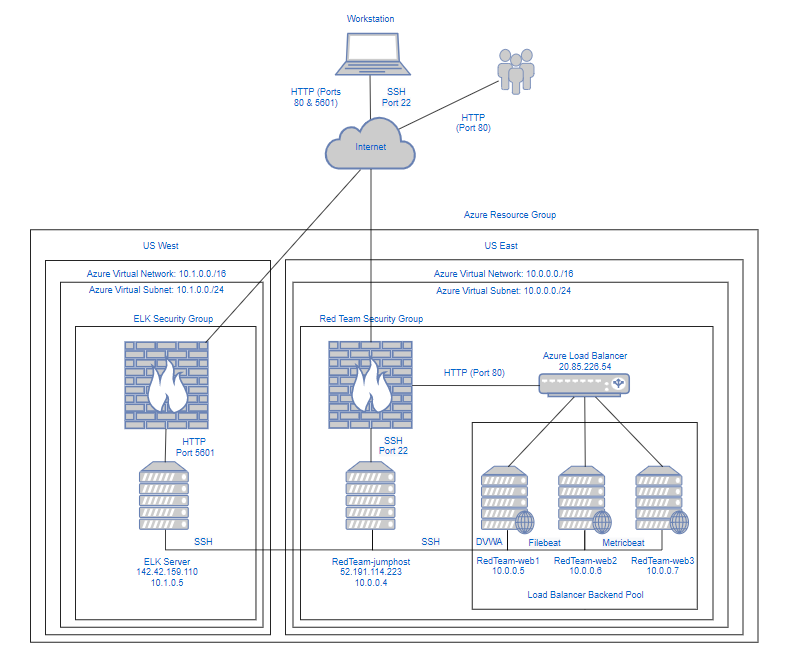 Workstation
HTTP (Ports
80 & 5601)
SSH
Port 22
HTTP
(Port 80)
Internet
Azure Resource Group
US West
US East
Azure Virtual Network: 10.1.0.0./16
Azure Virtual Network: 10.0.0.0./16
Azure Virtual Subnet: 10.1.0.0./24
Azure Virtual Subnet: 10.0.0.0./24
ELK Security Group
Red Team Security Group
Azure Load Balancer
20.85.226.54
HTTP (Port 80)
HTTP
Port 5601
SSH
Port 22
SSH
SSH
DVWA
Filebeat
Metricbeat
ELK Server
142.42.159.110
10.1.0.5
RedTeam-jumphost
52.191.114.223
10.0.0.4
RedTeam-web1
10.0.0.5
RedTeam-web2
10.0.0.6
RedTeam-web3
10.0.0.7
Load Balancer Backend Pool